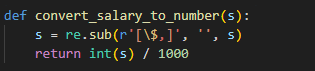 def convert_salary_to_number(s):
    s = re.sub(r'[\$,]', '', s)
    return int(s) / 1000